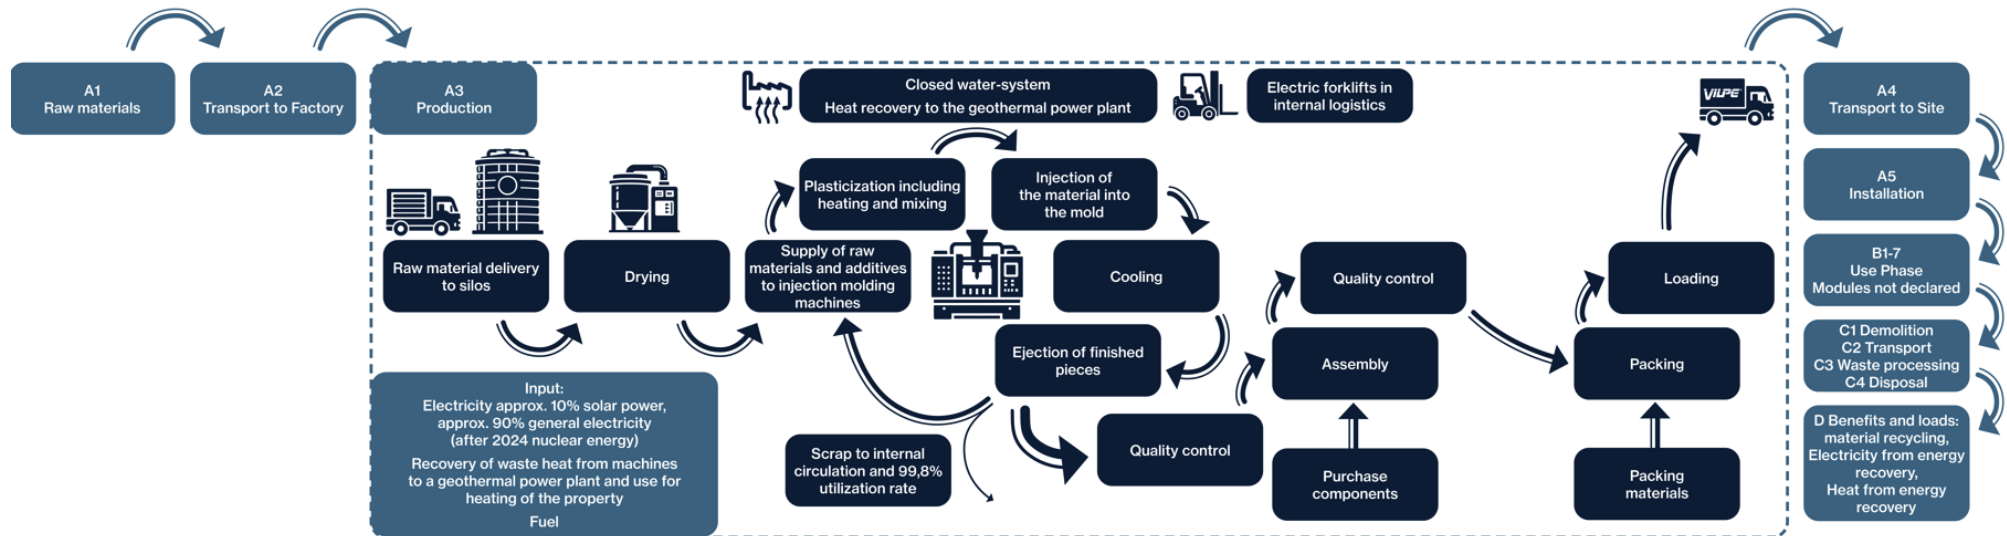 A1
Raw materials
A2
Transport to Factory
A3
Production
Closed water-system
Heat recovery to the geothermal power plant
Electric forklifts in
internal logistics
VILPE
Raw material delivery
to silos
Drying
Supply of raw
materials and additives
to injection molding
machines
Plasticization including
heating and mixing
Injection of
the material into
the mold
Cooling
Ejection of finished
pieces
Scrap to internal
circulation and 99,8%
utilization rate
Quality control
Assembly
Purchase
components
Quality control
Packing
Packing
materials
Loading
Input:
Electricity approx. 10% solar power,
approx. 90% general electricity
(after 2024 nuclear energy)
Recovery of waste heat from machines
to a geothermal power plant and use for
heating of the property
Fuel
A4
Transport to Site
A5
Installation
B1-7
Use Phase
Modules not declared
C1 Demolition
C2 Transport
C3 Waste processing
C4 Disposal
D Benefits and loads:
material recycling,
Electricity from energy
recovery,
Heat from energy
recovery